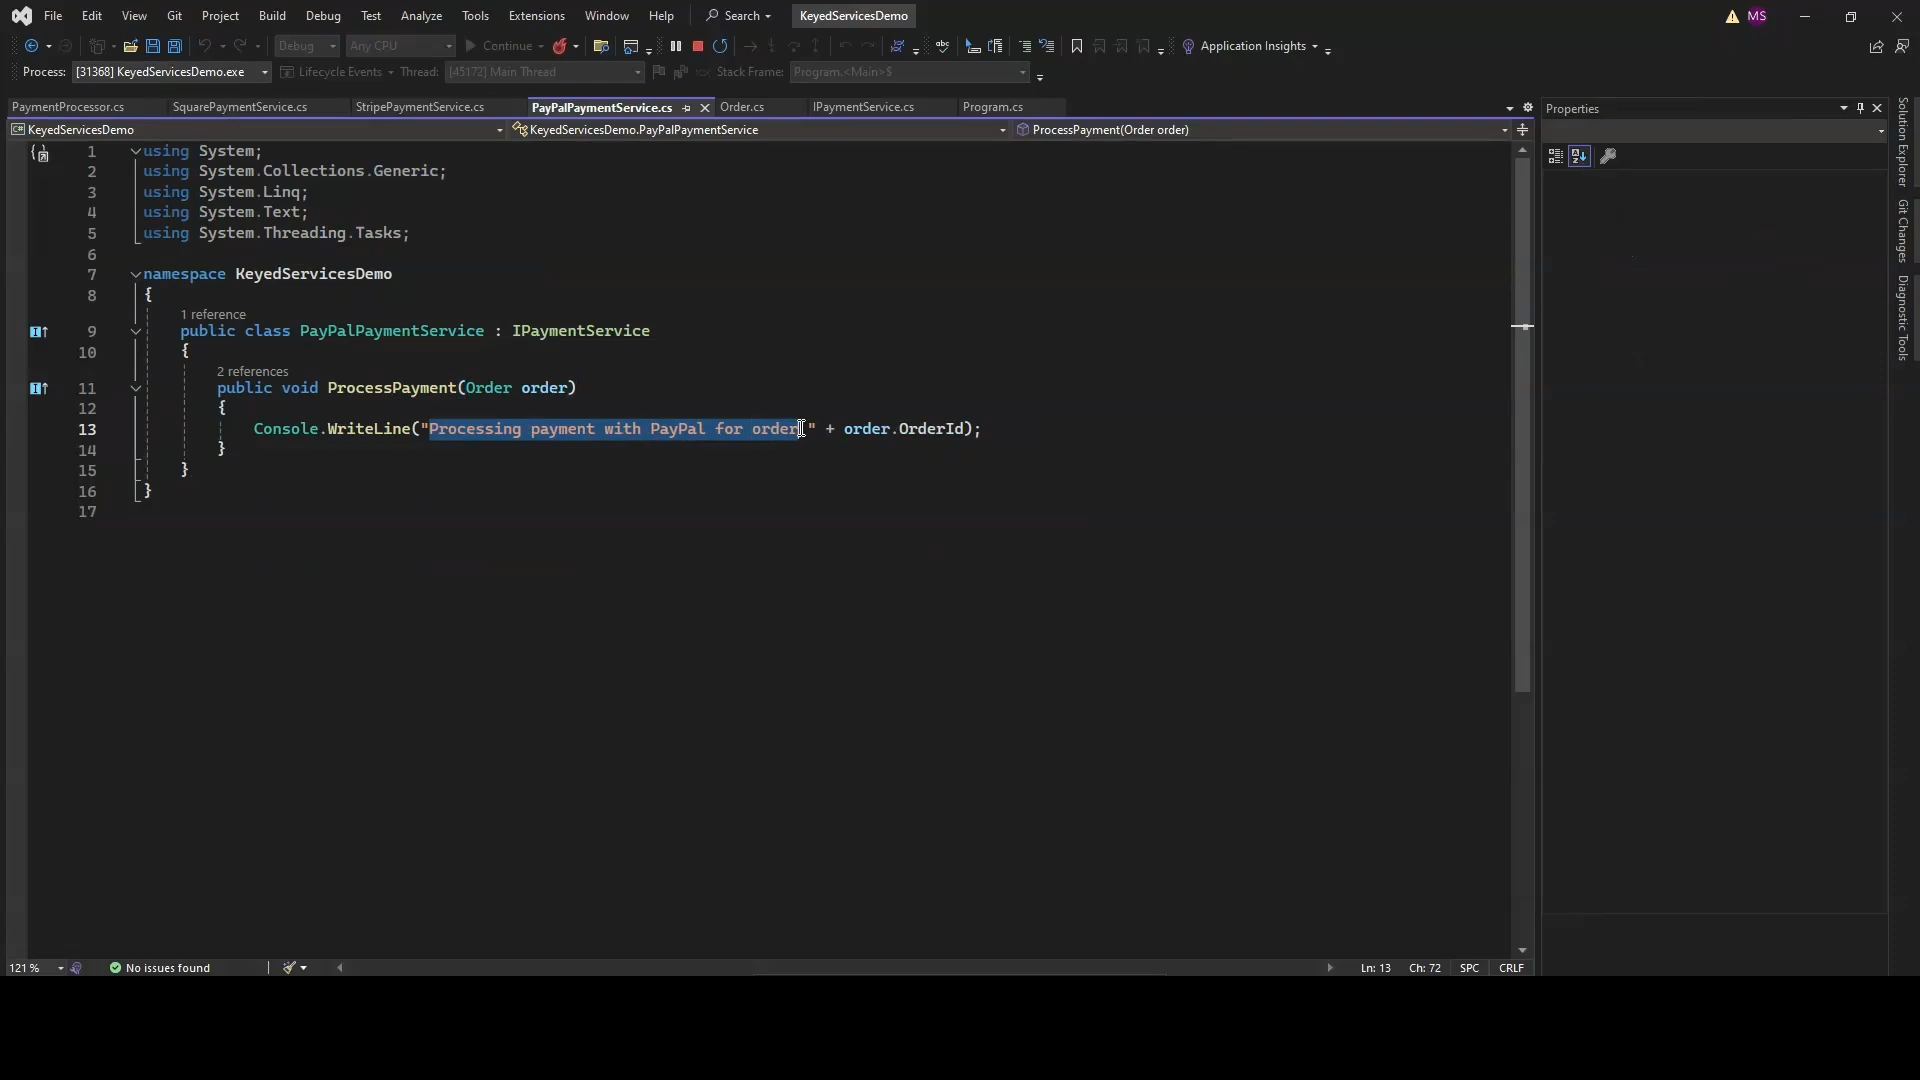 File Edit View Git Project Build Debug Test Analyze Tools Extensions Window Help Search KeyedServicesDemo MS
Debug Any CPU Continue abc Application Insights
Process: [31368] KeyedServicesDemo.exe Lifecycle Events Thread: [45172] Main Thread Stack Frame: Program.<Main>$
PaymentProcessor.cs SquarePaymentService.cs StripePaymentService.cs PayPalPaymentService.cs Order.cs IPaymentService.cs Program.cs
KeyedServicesDemo KeyedServicesDemo.PayPalPaymentService ProcessPayment(Order order)
1 using System;
2 using System.Collections.Generic;
3 using System.Linq;
4 using System.Text;
5 using System.Threading.Tasks;
6
7 namespace KeyedServicesDemo
8 {
1 reference
9 public class PayPalPaymentService : IPaymentService
10 {
2 references
11 public void ProcessPayment(Order order)
12 {
13 Console.WriteLine("Processing payment with PayPal for order " + order.OrderId);
14 }
15 }
16 }
17
121 % No issues found Ln: 13 Ch: 72 SPC CRLF
Properties
Solution Explorer
Git Changes
Diagnostic Tools